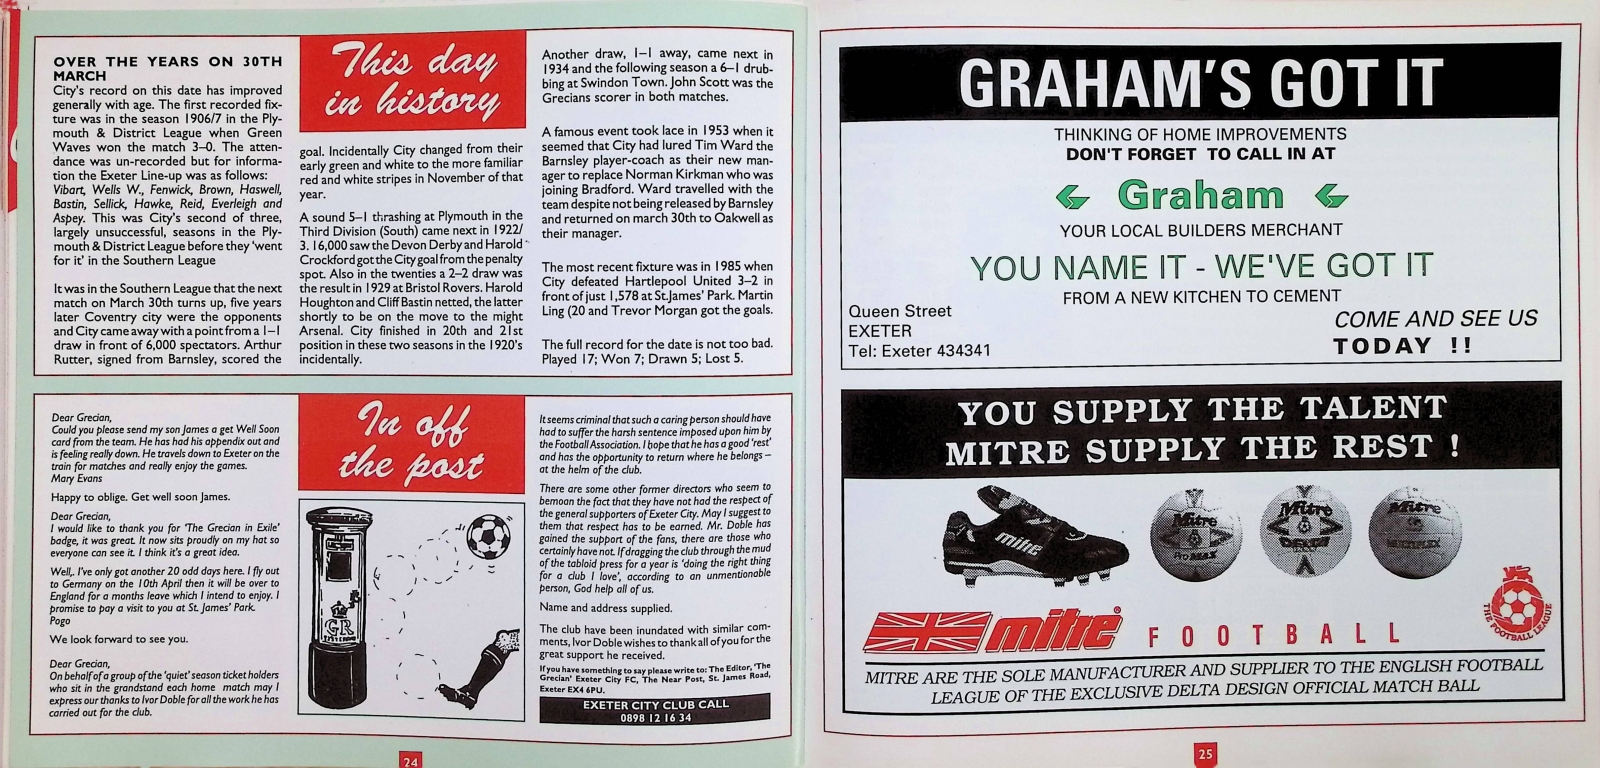 OVER THE YEARS ON 30TH
MARCH
City's record on this date has improved
generally with age. The first recorded fix-
ture was in the season 1906/7 in the Ply-
mouth & District League when Green
Waves won the match 3–0. The atten-
dance was un-recorded but for informa-
tion the Exeter Line-up was as follows:
Vibart, Wells W., Fenwick, Brown, Haswell,
Bastin, Sellick, Hawke, Reid, Everleigh and
Aspey. This was City's second of three,
largely unsuccessful, seasons in the Ply-
mouth & District League before they 'went
for it' in the Southern League
It was in the Southern League that the next
match on March 30th turns up, five years
later Coventry city were the opponents
and City came away with a point from a 1–1
draw in front of 6,000 spectators. Arthur
Rutter, signed from Barnsley, scored the
This day
in history
goal. Incidentally City changed from their
early green and white to the more familiar
red and white stripes in November of that
year.
A sound 5–1 thrashing at Plymouth in the
Third Division (South) came next in 1922/
3. 16,000 saw the Devon Derby and Harold
Crockford got the City goal from the penalty
spot. Also in the twenties a 2–2 draw was
the result in 1929 at Bristol Rovers. Harold
Houghton and Cliff Bastin netted, the latter
shortly to be on the move to the might
Arsenal. City finished in 20th and 21st
position in these two seasons in the 1920's
incidentally.
Another draw, 1–1 away, came next in
1934 and the following season a 6–1 drub-
bing at Swindon Town. John Scott was the
Grecians scorer in both matches.
A famous event took lace in 1953 when it
seemed that City had lured Tim Ward the
Barnsley player-coach as their new man-
ager to replace Norman Kirkman who was
joining Bradford. Ward travelled with the
team despite not being released by Barnsley
and returned on march 30th to Oakwell as
their manager.
The most recent fixture was in 1985 when
City defeated Hartlepool United 3–2 in
front of just 1,578 at St.James' Park. Martin
Ling (20 and Trevor Morgan got the goals.
The full record for the date is not too bad.
Played 17; Won 7; Drawn 5; Lost 5.
Dear Grecian,
Could you please send my son James a get Well Soon
card from the team. He has had his appendix out and
is feeling really down. He travels down to Exeter on the
train for matches and really enjoy the games.
Mary Evans
Happy to oblige. Get well soon James.
Dear Grecian,
I would like to thank you for 'The Grecian in Exile'
badge, it was great. It now sits proudly on my hat so
everyone can see it. I think it's a great idea.
Well,. I've only got another 20 odd days here. I fly out
to Germany on the 10th April then it will be over to
England for a months leave which I intend to enjoy. I
promise to pay a visit to you at St. James' Park.
Pogo
We look forward to see you.
Dear Grecian,
On behalf of a group of the 'quiet' season ticket holders
who sit in the grandstand each home match may I
express our thanks to Ivor Doble for all the work he has
carried out for the club.
In off
the post
GR
It seems criminal that such a caring person should have
had to suffer the harsh sentence imposed upon him by
the Football Association. I hope that he has a good 'rest'
and has the opportunity to return where he belongs –
at the helm of the club.
There are some other former directors who seem to
bemoan the fact that they have not had the respect of
the general supporters of Exeter City. May I suggest to
them that respect has to be earned. Mr. Doble has
gained the support of the fans, there are those who
certainly have not. If dragging the club through the mud
of the tabloid press for a year is 'doing the right thing
for a club I love', according to an unmentionable
person, God help all of us.
Name and address supplied.
The club have been inundated with similar com-
ments, Ivor Doble wishes to thank all of you for the
great support he received.
If you have something to say please write to: The Editor, 'The
Grecian' Exeter City FC, The Near Post, St. James Road,
Exeter EX4 6PU.
EXETER CITY CLUB CALL
0898 12 16 34
24
GRAHAM'S GOT IT
THINKING OF HOME IMPROVEMENTS
DON'T FORGET TO CALL IN AT
Graham
YOUR LOCAL BUILDERS MERCHANT
YOU NAME IT - WE'VE GOT IT
FROM A NEW KITCHEN TO CEMENT
Queen Street
EXETER
Tel: Exeter 434341
COME AND SEE US
TODAY !!
YOU SUPPLY THE TALENT
MITRE SUPPLY THE REST !
mitre
Mitre
Pro MAX
Mitre
DELTA
Mitre
MULTIPLEX
mitre® FOOTBALL
THE FOOTBALL LEAGUE
MITRE ARE THE SOLE MANUFACTURER AND SUPPLIER TO THE ENGLISH FOOTBALL
LEAGUE OF THE EXCLUSIVE DELTA DESIGN OFFICIAL MATCH BALL
25